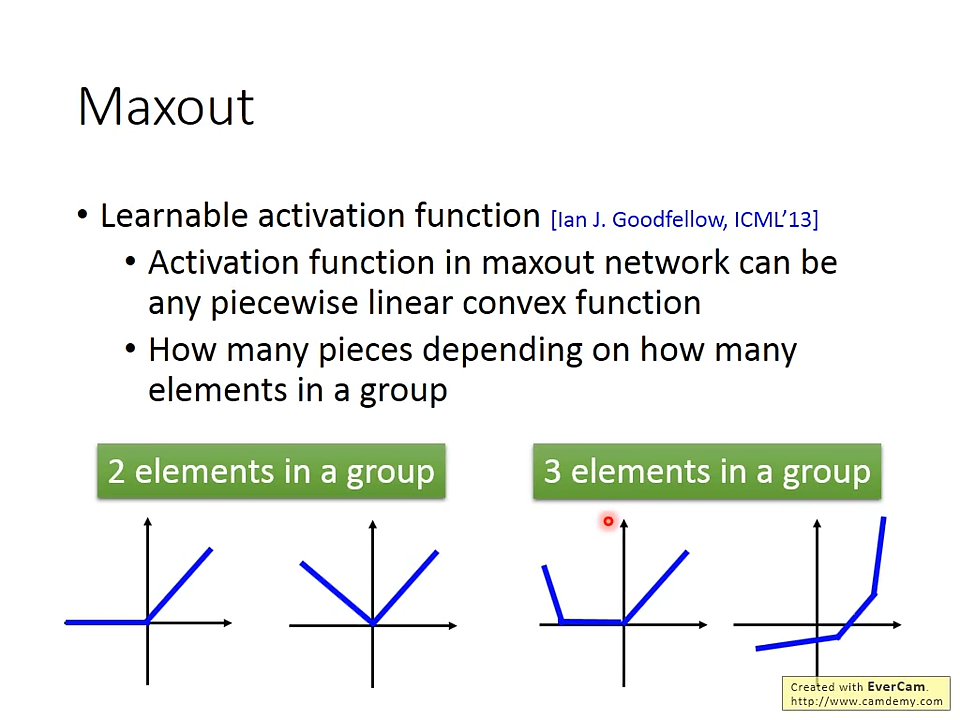 Maxout
• Learnable activation function [Ian J. Goodfellow, ICML’13]
• Activation function in maxout network can be
any piecewise linear convex function
• How many pieces depending on how many
elements in a group
2 elements in a group
3 elements in a group
Created with EverCam.
http://www.camdemy.com